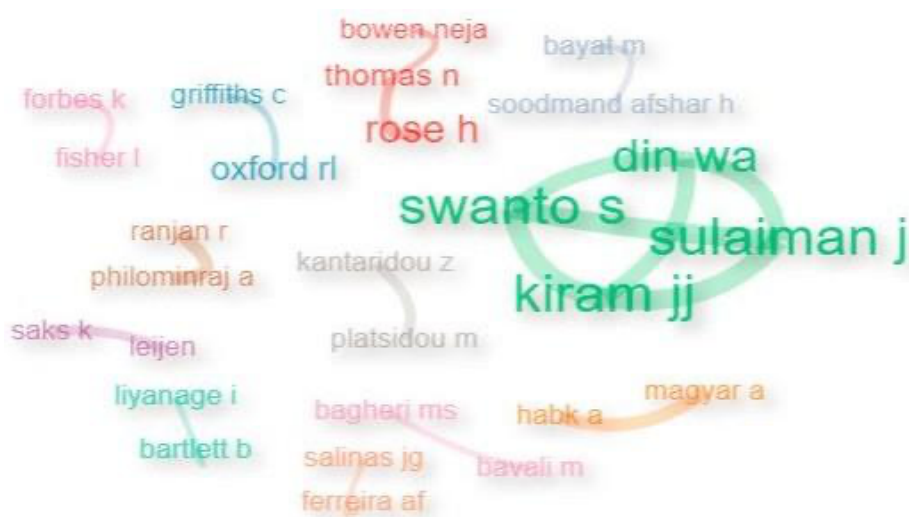 bowen neja
bayat m
thomas n
forbes k
griffiths c
soodmand afshar h
rose h
fisher l
oxford rl
din wa
swanto s
ranjan r
sulaiman j
kantaridou z
philominraj a
kiram jj
saks k
leijen
platsidou m
liyanage i
magyar a
bagheri ms
habk a
bartlett b
salinas jg
bavali m
ferreira af